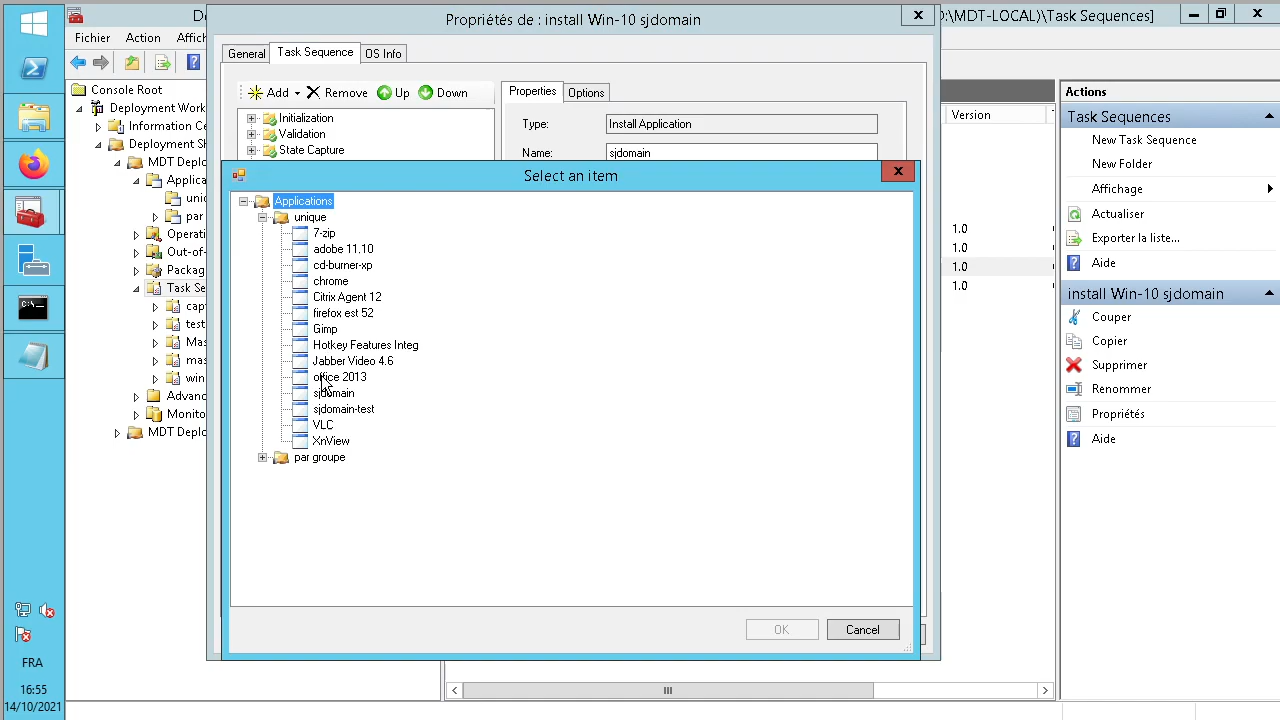 Propriétés de : install Win-10 sjdomain
:\MDT-LOCAL)\Task Sequences]
Fichier
Action
Affich
General
Task Sequence
OS Info
Add
Remove
Up
Down
Properties
Options
Initialization
Validation
State Capture
Type:
Install Application
Name:
sjdomain
Console Root
Deployment Work
Information Ce
Deployment Sh
MDT Deplo
Applica
uniq
par
Operati
Out-of-
Packag
Task Se
capt
test
Mas
mas
win
Advanc
Monito
MDT Deplo
Select an item
Applications
unique
7-zip
adobe 11.10
cd-burner-xp
chrome
Citrix Agent 12
firefox est 52
Gimp
Hotkey Features Integ
Jabber Video 4.6
office 2013
sjdomain
sjdomain-test
VLC
XnView
par groupe
OK
Cancel
Version
1.0
1.0
1.0
1.0
Actions
Task Sequences
New Task Sequence
New Folder
Affichage
Actualiser
Exporter la liste...
Aide
install Win-10 sjdomain
Couper
Copier
Supprimer
Renommer
Propriétés
Aide
FRA
16:55
14/10/2021